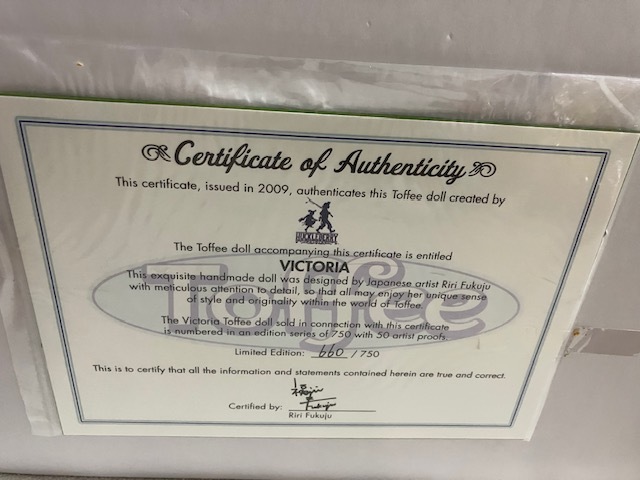 Certificate of Authenticity
This certificate, issued in 2009, authenticates this Toffee doll created by
HUCKLEBERRY
The Toffee doll accompanying this certificate is entitled
VICTORIA
Toffee
This exquisite handmade doll was designed by Japanese artist Riri Fukuju
with meticulous attention to detail, so that all may enjoy her unique sense
of style and originality within the world of Toffee.
The Victoria Toffee doll sold in connection with this certificate
is numbered in an edition series of 750 with 50 artist proofs.
Limited Edition: 660 / 750
This is to certify that all the information and statements contained herein are true and correct.
Certified by: Fukuju
Riri Fukuju